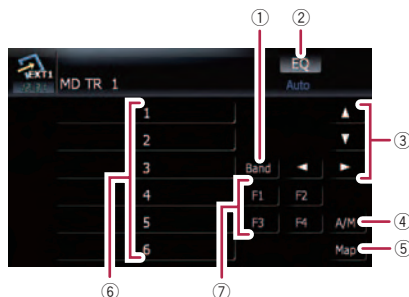 ① ②
EXT1
MD TR 1
EQ
Auto
1
2
3 Band
4 F1 F2
5 F3 F4 A/M
6 Map
③
④
⑤
⑥ ⑦